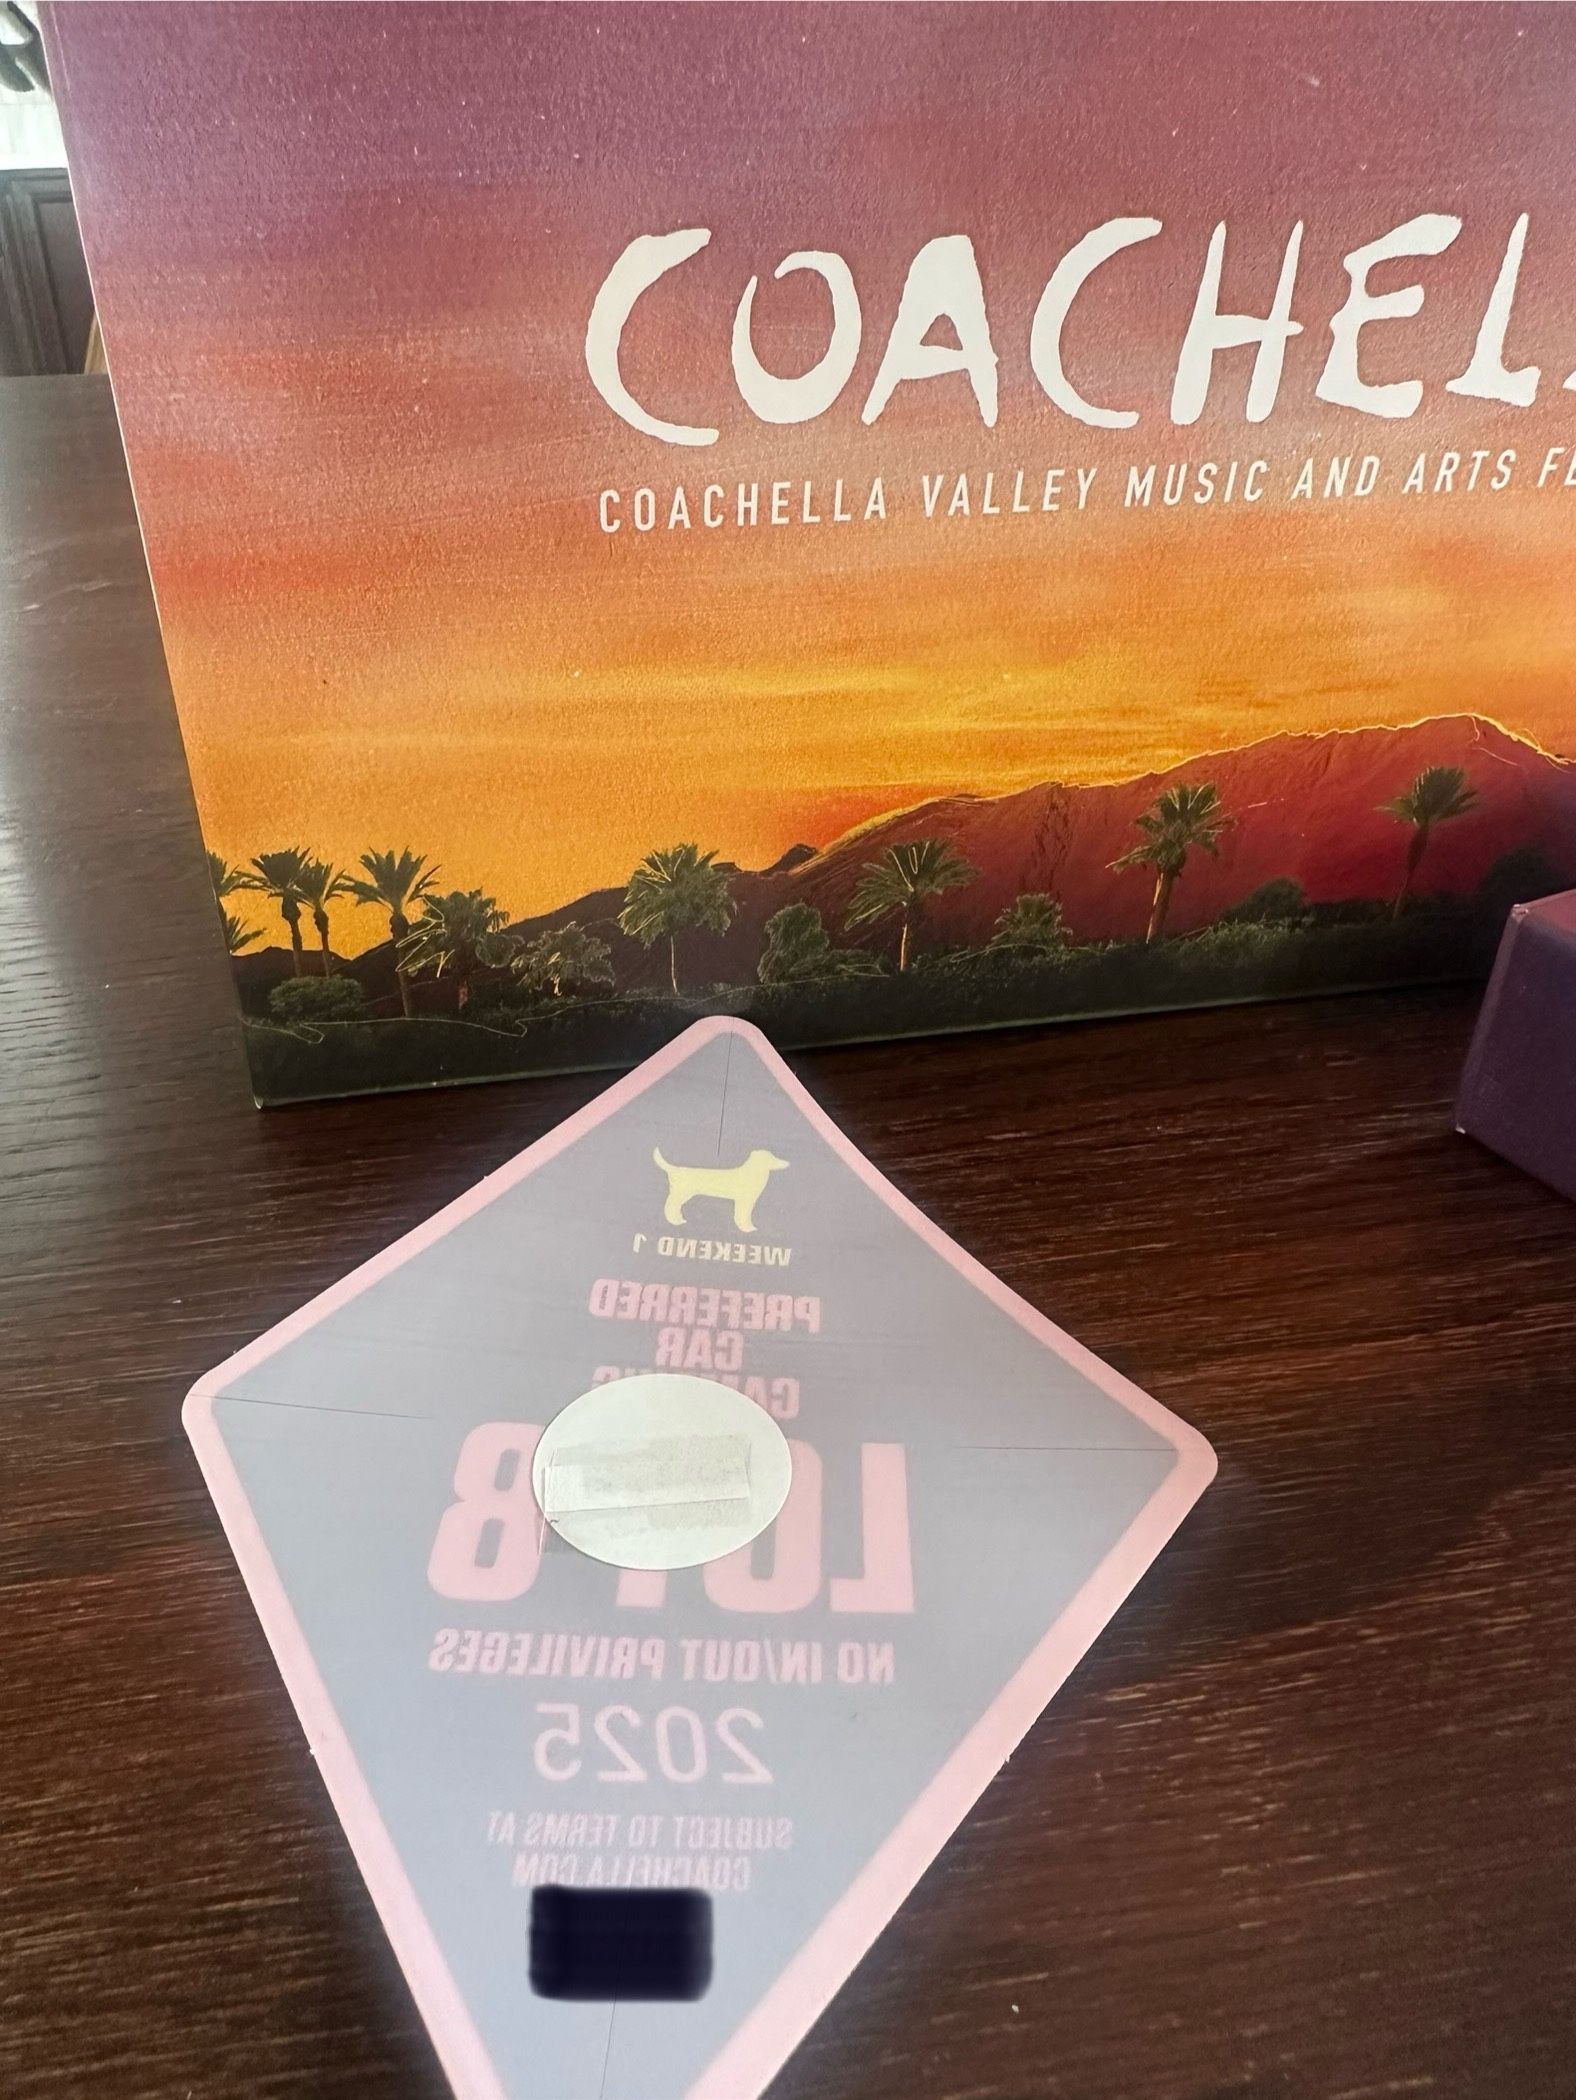 COACHEL
COACHELLA VALLEY MUSIC AND ARTS FE
WEEKEND 1
PREFERRED
CAR
LOT 8
NO IN/OUT PRIVILEGES
2025
SUBJECT TO TERMS AT
COACHELLA.COM